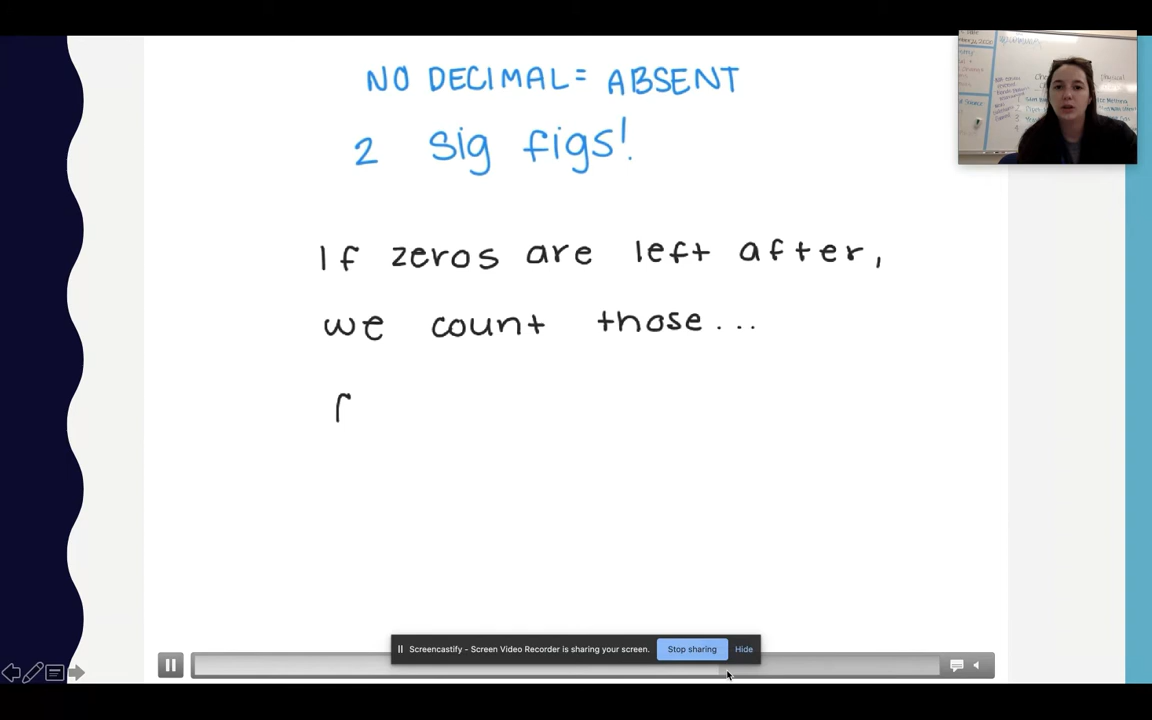 NO DECIMAL = ABSENT
2 Sig figs!
If zeros are left after,
we count those...
Screencastify - Screen Video Recorder is sharing your screen. Stop sharing Hide